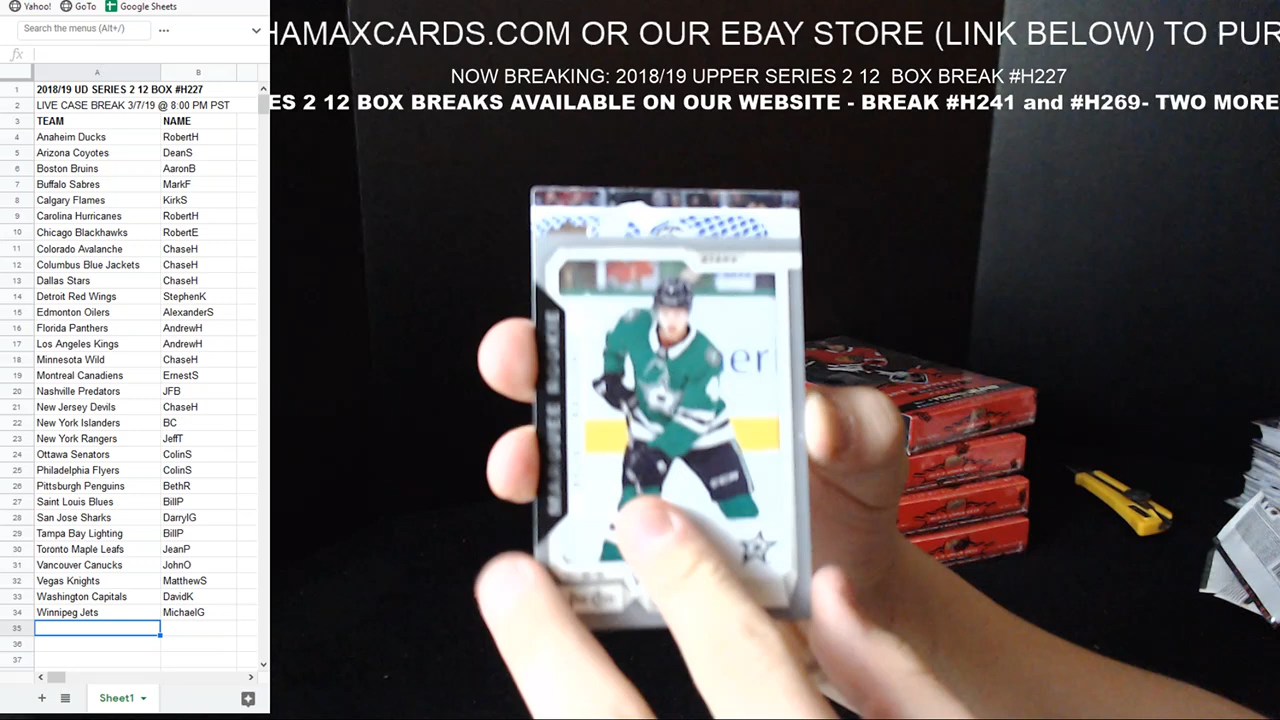 Yahoo! GoTo Google Sheets
Search the menus (Alt+/)
fx
A B
1 2018/19 UD SERIES 2 12 BOX #H227
2 LIVE CASE BREAK 3/7/19 @ 8:00 PM PST
3 TEAM NAME
4 Anaheim Ducks RobertH
5 Arizona Coyotes DeanS
6 Boston Bruins AaronB
7 Buffalo Sabres MarkF
8 Calgary Flames KirkS
9 Carolina Hurricanes RobertH
10 Chicago Blackhawks RobertE
11 Colorado Avalanche ChaseH
12 Columbus Blue Jackets ChaseH
13 Dallas Stars ChaseH
14 Detroit Red Wings StephenK
15 Edmonton Oilers AlexanderS
16 Florida Panthers AndrewH
17 Los Angeles Kings AndrewH
18 Minnesota Wild ChaseH
19 Montreal Canadiens ErnestS
20 Nashville Predators JFB
21 New Jersey Devils ChaseH
22 New York Islanders BC
23 New York Rangers JeffT
24 Ottawa Senators ColinS
25 Philadelphia Flyers ColinS
26 Pittsburgh Penguins BethR
27 Saint Louis Blues BillP
28 San Jose Sharks DarrylG
29 Tampa Bay Lighting BillP
30 Toronto Maple Leafs JeanP
31 Vancouver Canucks JohnO
32 Vegas Knights MatthewS
33 Washington Capitals DavidK
34 Winnipeg Jets MichaelG
35
36
37
Sheet1
HAMAXCARDS.COM OR OUR EBAY STORE (LINK BELOW) TO PUR
NOW BREAKING: 2018/19 UPPER SERIES 2 12 BOX BREAK #H227
ES 2 12 BOX BREAKS AVAILABLE ON OUR WEBSITE - BREAK #H241 and #H269- TWO MORE
STARS
MARQUEE ROOKIE
er
CCM